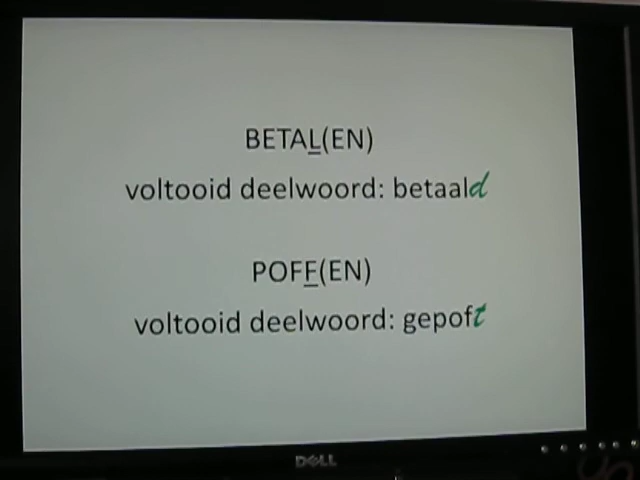 BETAL(EN)
voltooid deelwoord: betaald
POFF(EN)
voltooid deelwoord: gepoft
DELL